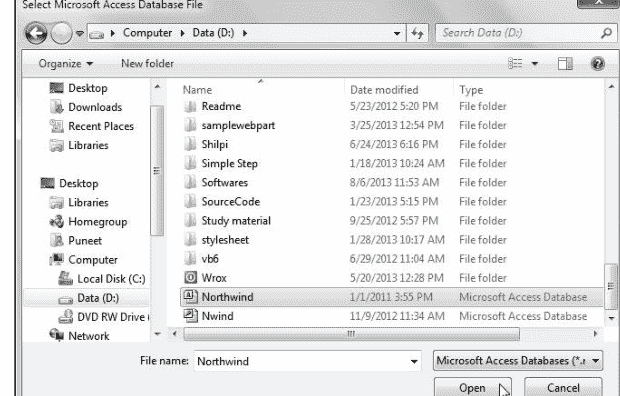 Select Microsoft Access Database File
Computer Data (D:) Search Data (D:)
Organize New folder
Desktop
Downloads
Recent Places
Libraries
Desktop
Libraries
Homegroup
Puneet
Computer
Local Disk (C:)
Data (D:)
DVD RW Drive
Network
Name Date modified Type
Readme 5/23/2012 5:20 PM File folder
samplewebpart 3/25/2013 12:54 PM File folder
Shilpi 6/24/2013 6:16 PM File folder
Simple Step 1/18/2013 10:24 AM File folder
Softwares 8/6/2013 11:53 AM File folder
SourceCode 1/23/2013 5:15 PM File folder
Study material 9/25/2012 5:57 PM File folder
stylesheet 1/28/2013 10:17 AM File folder
vb6 6/29/2012 11:04 AM File folder
Wrox 5/20/2013 12:28 PM File folder
Northwind 1/1/2011 3:55 PM Microsoft Access Database
Nwind 11/9/2012 11:34 AM Microsoft Access Database
File name: Northwind Microsoft Access Databases (*.
Open Cancel